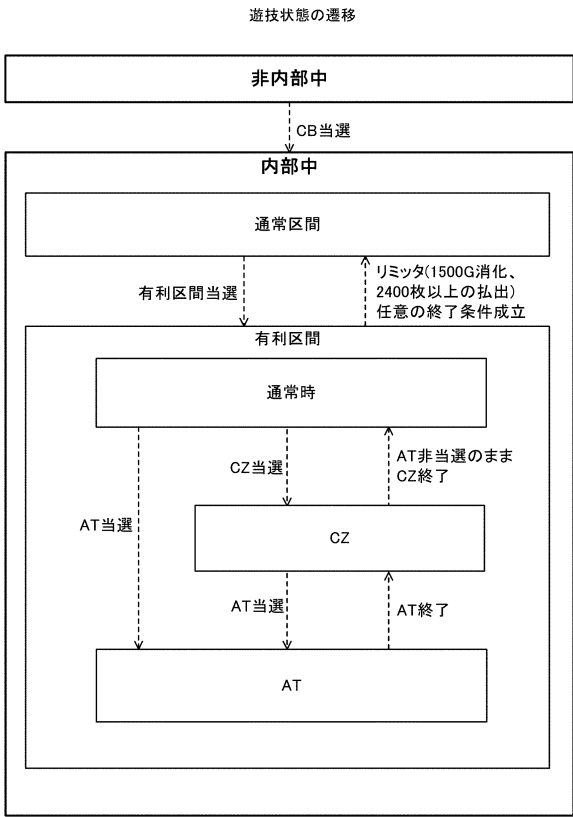 遊技状態の遷移
非内部中
CB当選
内部中
通常区間
有利区間当選
リミッタ(1500G消化、
2400枚以上の払出)
任意の終了条件成立
有利区間
通常時
AT当選
CZ当選
AT非当選のまま
CZ終了
CZ
AT当選
AT終了
AT